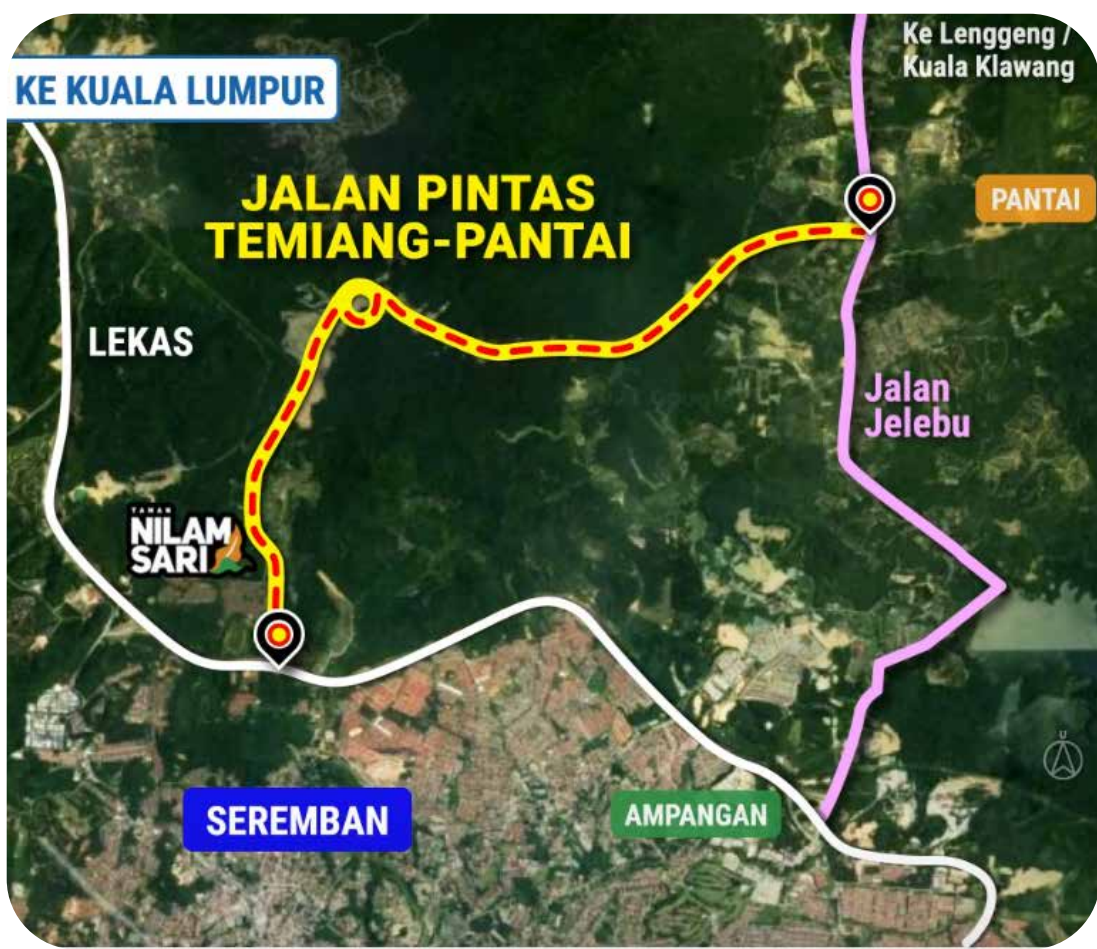 Ke Lenggeng /
Kuala Klawang
KE KUALA LUMPUR
JALAN PINTAS
TEMIANG-PANTAI
PANTAI
LEKAS
Jalan
Jelebu
TAMAN
NILAM
SARI
U
SEREMBAN
AMPANGAN